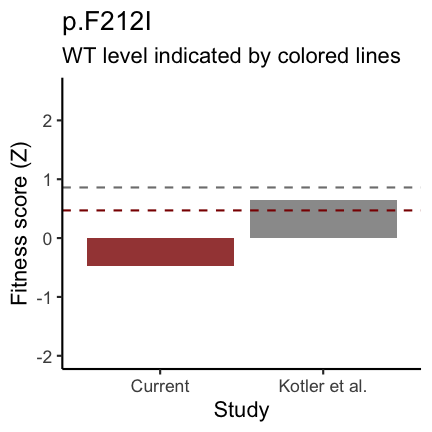 p.F212I
WT level indicated by colored lines
Fitness score (Z)
2
1
0
-1
-2
Current
Kotler et al.
Study